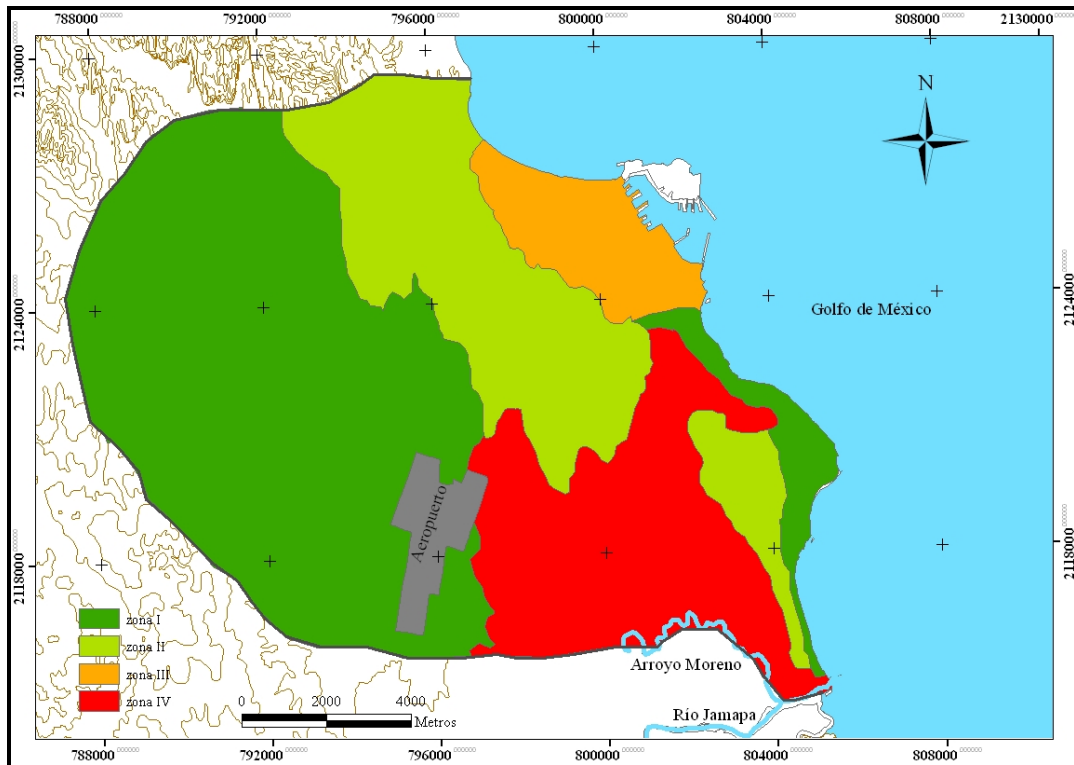 788000 792000 796000 800000 804000 808000 2130000
2130000
N
2124000
2124000
Golfo de México
Aeropuerto
2118000
2118000
zona I
zona II
zona III
zona IV
0 2000 4000
Metros
Arroyo Moreno
Río Jamapa
788000 792000 796000 800000 804000 808000